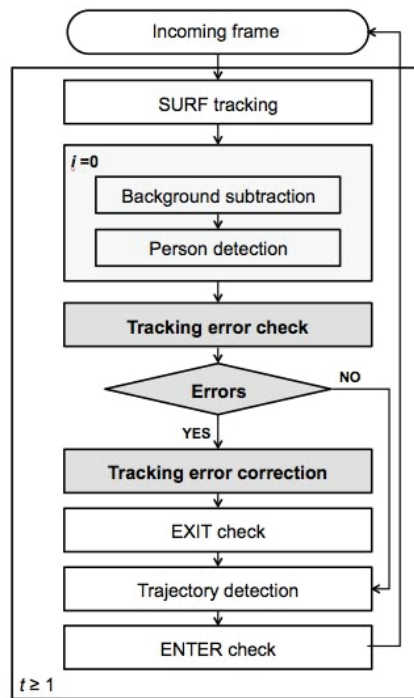 Incoming frame
SURF tracking
i =0
Background subtraction
Person detection
Tracking error check
Errors
NO
YES
Tracking error correction
EXIT check
Trajectory detection
ENTER check
t ≥ 1